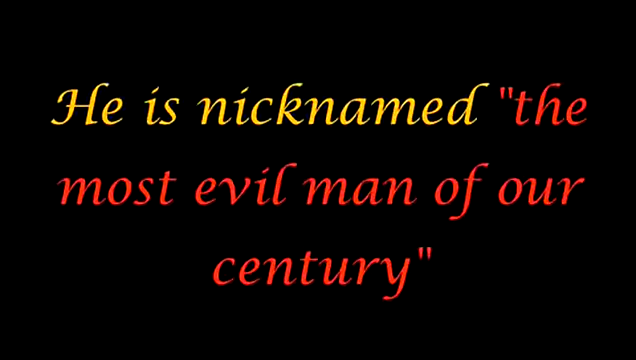 He is nicknamed "the
most evil man of our
century"